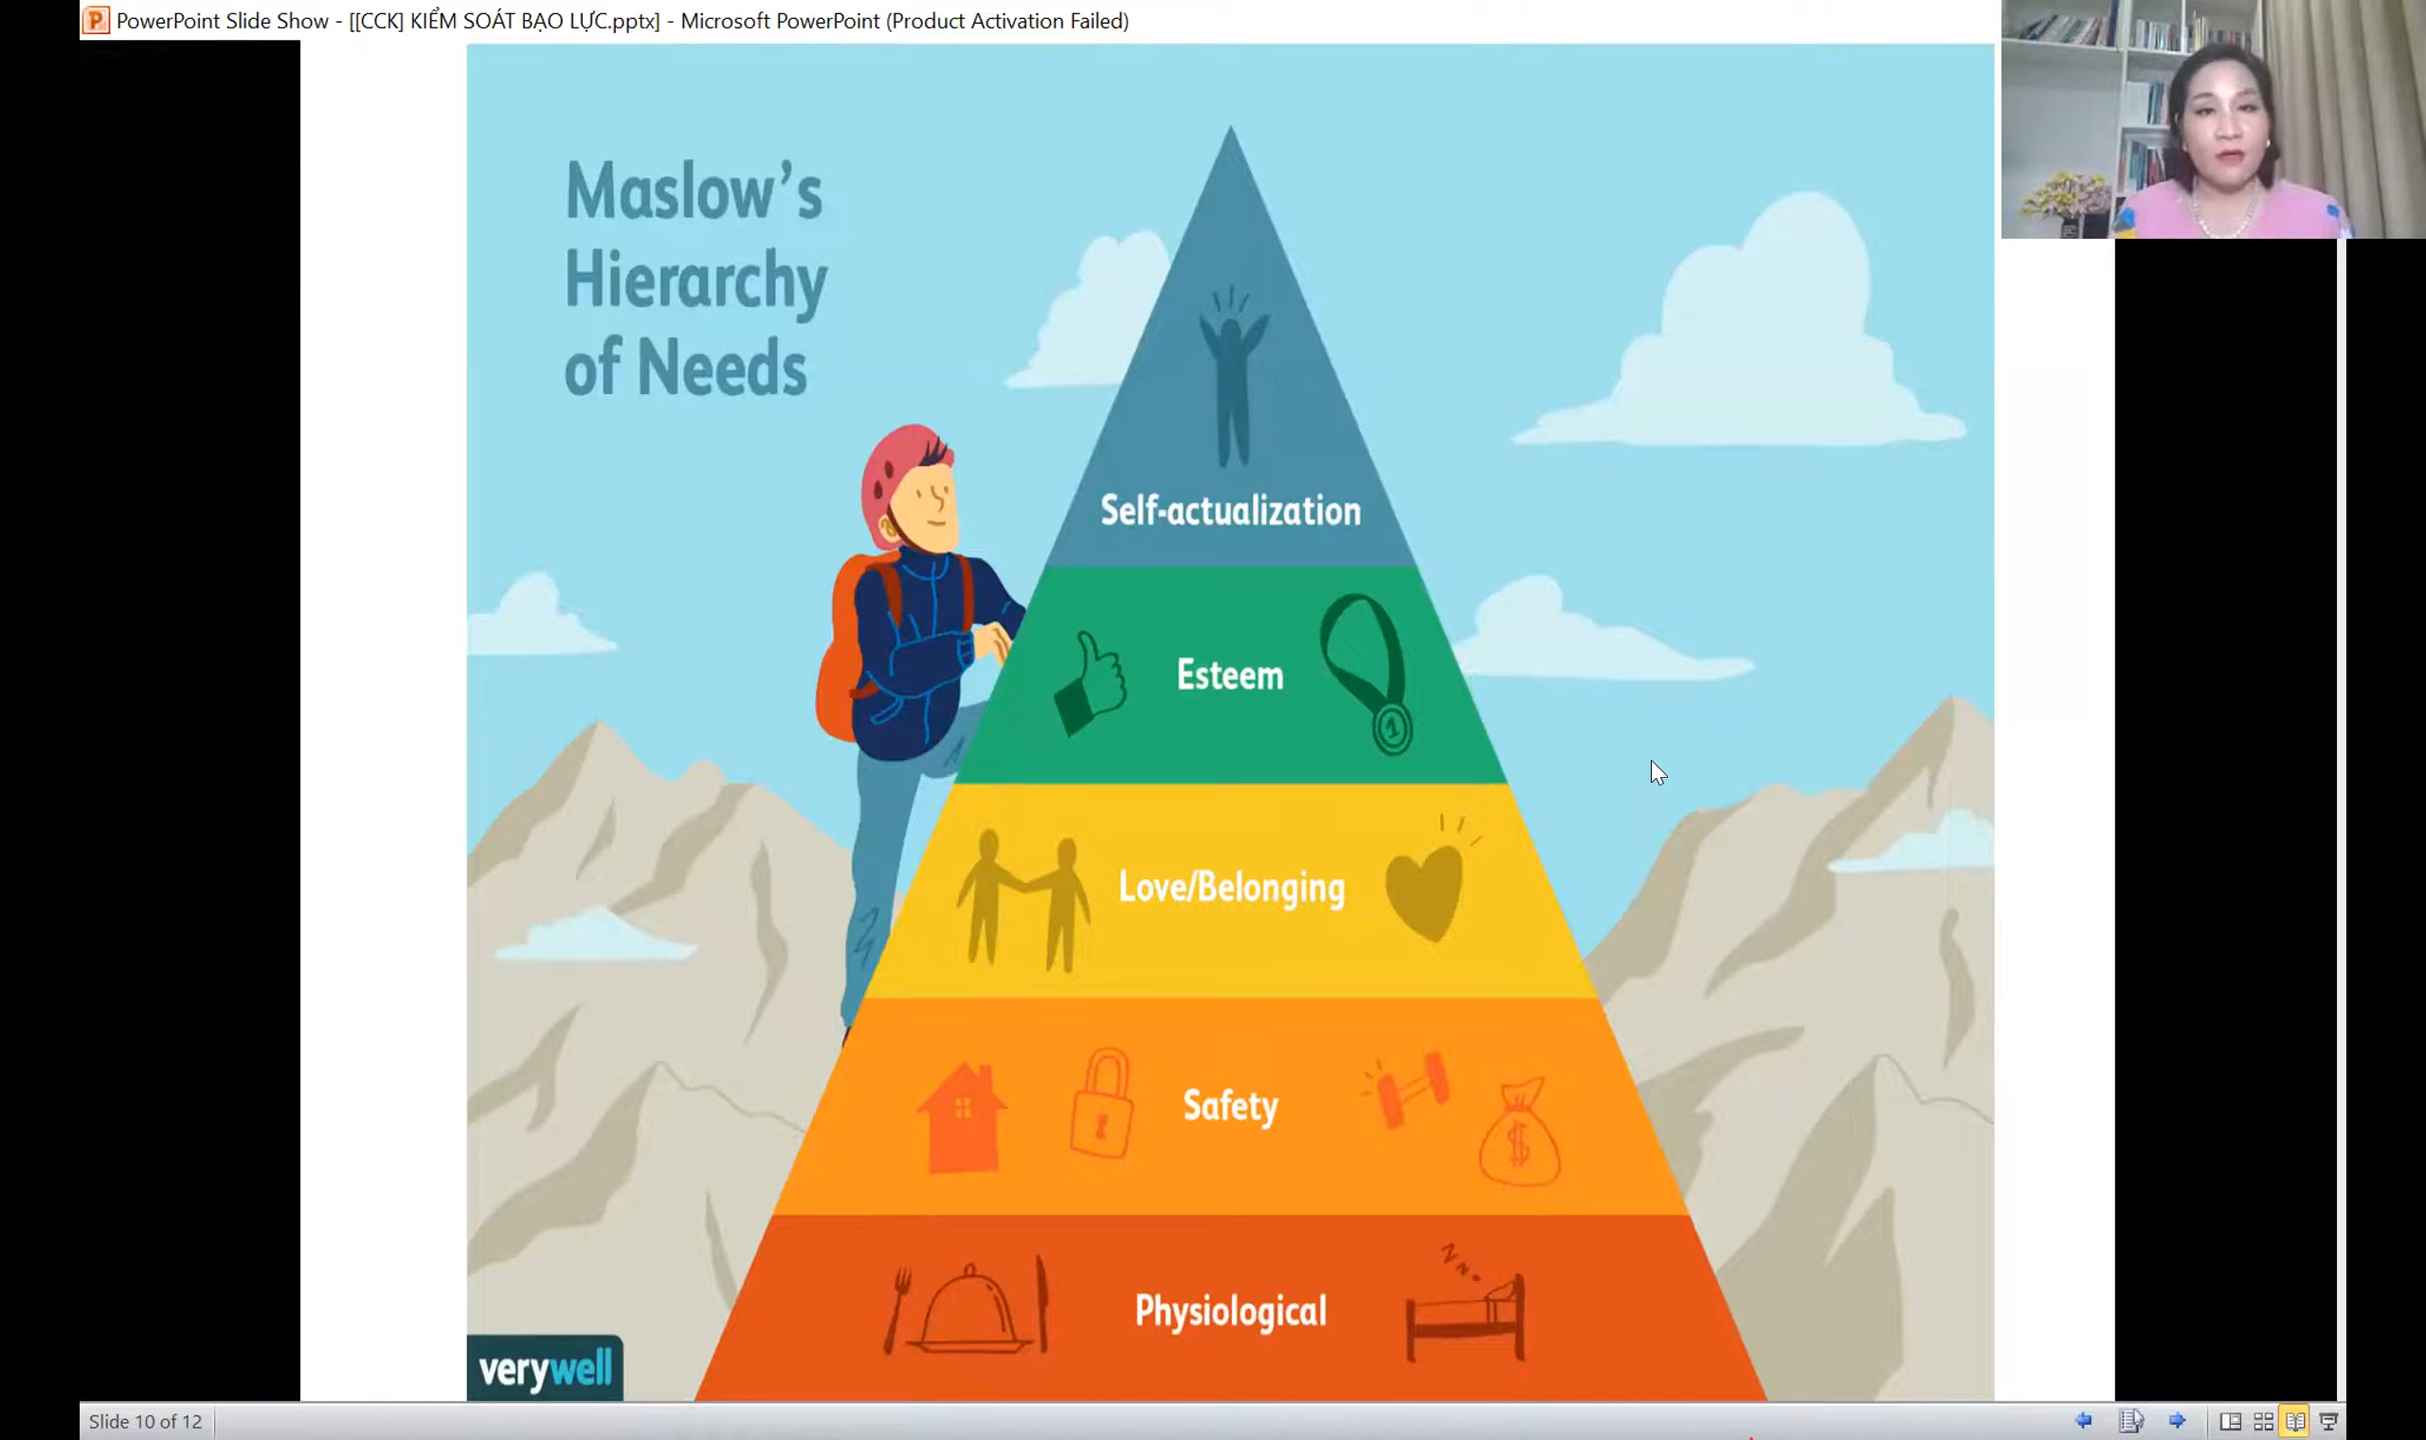 PowerPoint Slide Show - [[CCK] KIỂM SOÁT BẠO LỰC.pptx] - Microsoft PowerPoint (Product Activation Failed)
Maslow's
Hierarchy
of Needs
Self-actualization
Esteem
1
Love/Belonging
Safety
$
Physiological
Z
N
verywell
Slide 10 of 12